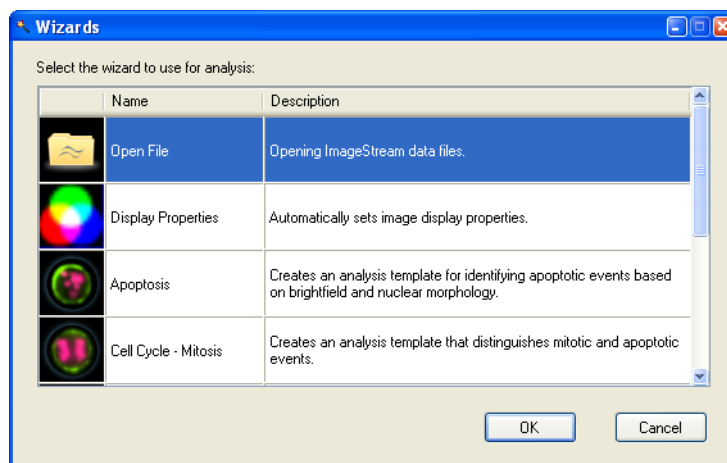 Wizards
Select the wizard to use for analysis:
Name Description
Open File Opening ImageStream data files.
Display Properties Automatically sets image display properties.
Apoptosis Creates an analysis template for identifying apoptotic events based
on brightfield and nuclear morphology.
Cell Cycle - Mitosis Creates an analysis template that distinguishes mitotic and apoptotic
events.
OK Cancel